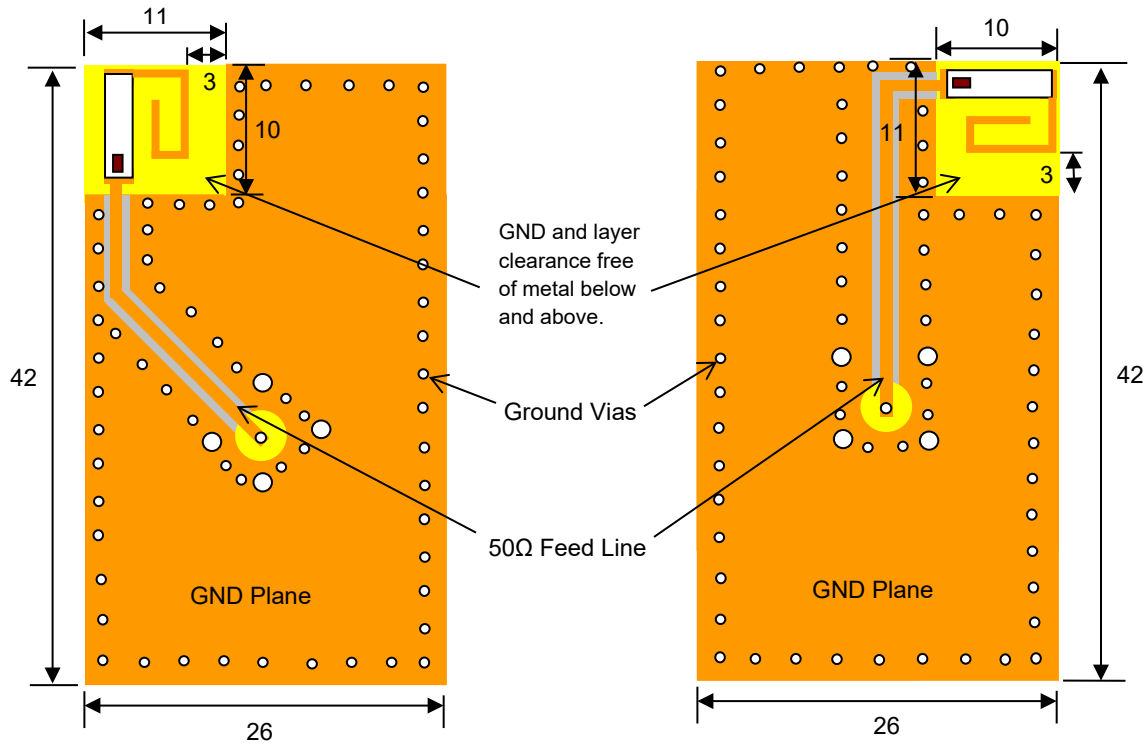 11
10
3
10
11
3
GND and layer
clearance free
of metal below
and above.
42
42
Ground Vias
50Ω Feed Line
GND Plane
GND Plane
26
26